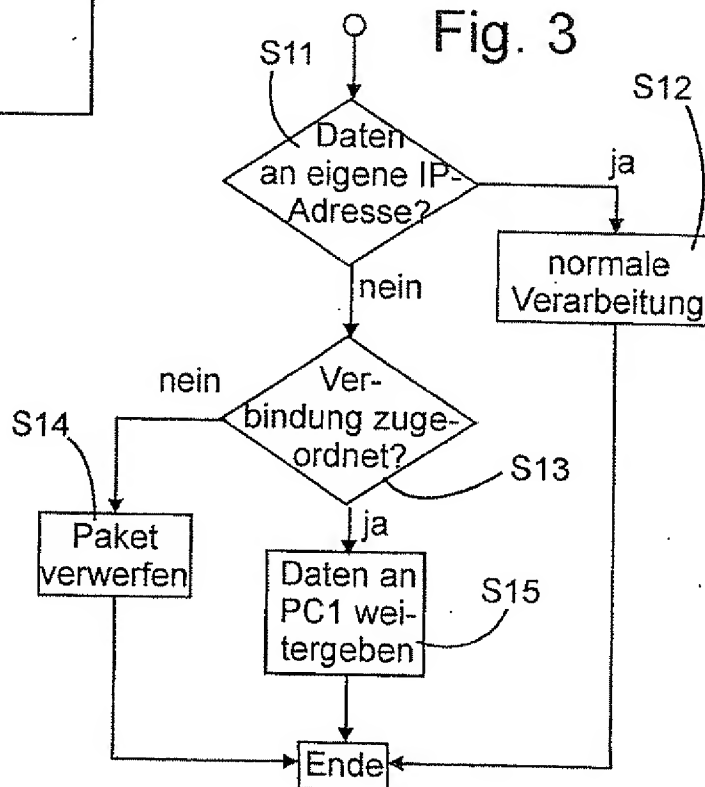 Fig. 3
S11
Daten
an eigene IP-
Adresse?
S12
ja
normale
Verarbeitung
nein
nein
Ver-
bindung zuge-
ordnet?
S13
S14
Paket
verwerfen
ja
Daten an
PC1 wei-
tergeben
S15
Ende